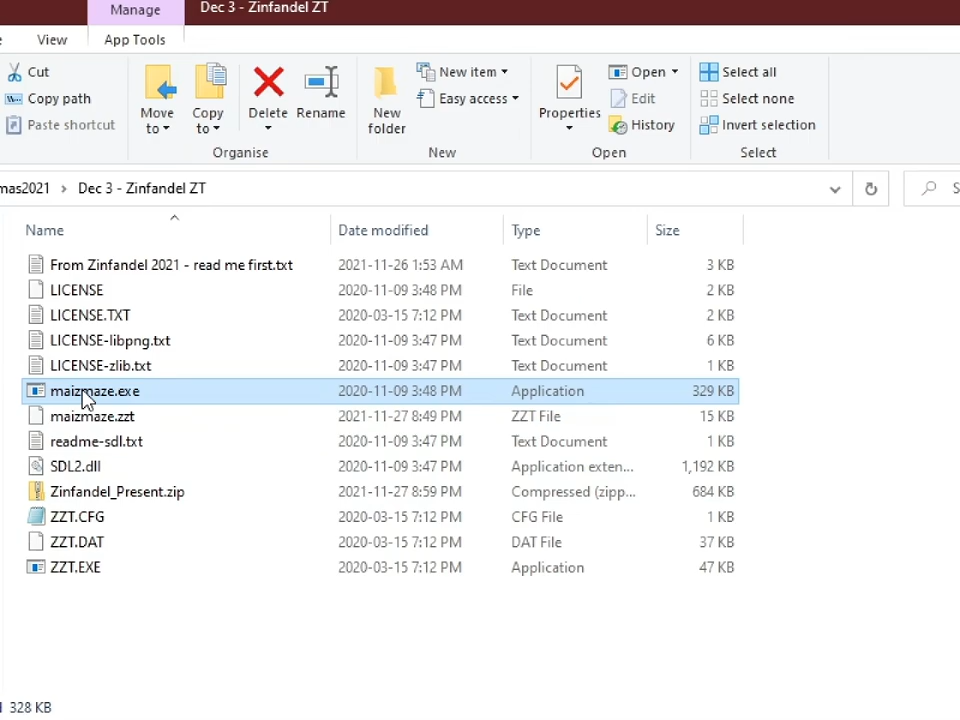 Manage
Dec 3 - Zinfandel ZT
View
App Tools
Cut
Copy path
Paste shortcut
Move to
Copy to
Delete
Rename
Organise
New folder
New item
Easy access
New
Properties
Open
Edit
History
Open
Select all
Select none
Invert selection
Select
mas2021 > Dec 3 - Zinfandel ZT
S
Name Date modified Type Size
From Zinfandel 2021 - read me first.txt 2021-11-26 1:53 AM Text Document 3 KB
LICENSE 2020-11-09 3:48 PM File 2 KB
LICENSE.TXT 2020-03-15 7:12 PM Text Document 2 KB
LICENSE-libpng.txt 2020-11-09 3:47 PM Text Document 6 KB
LICENSE-zlib.txt 2020-11-09 3:47 PM Text Document 1 KB
maizmaze.exe 2020-11-09 3:48 PM Application 329 KB
maizmaze.zzt 2021-11-27 8:49 PM ZZT File 15 KB
readme-sdl.txt 2020-11-09 3:47 PM Text Document 1 KB
SDL2.dll 2020-11-09 3:47 PM Application exten... 1,192 KB
Zinfandel_Present.zip 2021-11-27 8:59 PM Compressed (zipp... 684 KB
ZZT.CFG 2020-03-15 7:12 PM CFG File 1 KB
ZZT.DAT 2020-03-15 7:12 PM DAT File 37 KB
ZZT.EXE 2020-03-15 7:12 PM Application 47 KB
328 KB